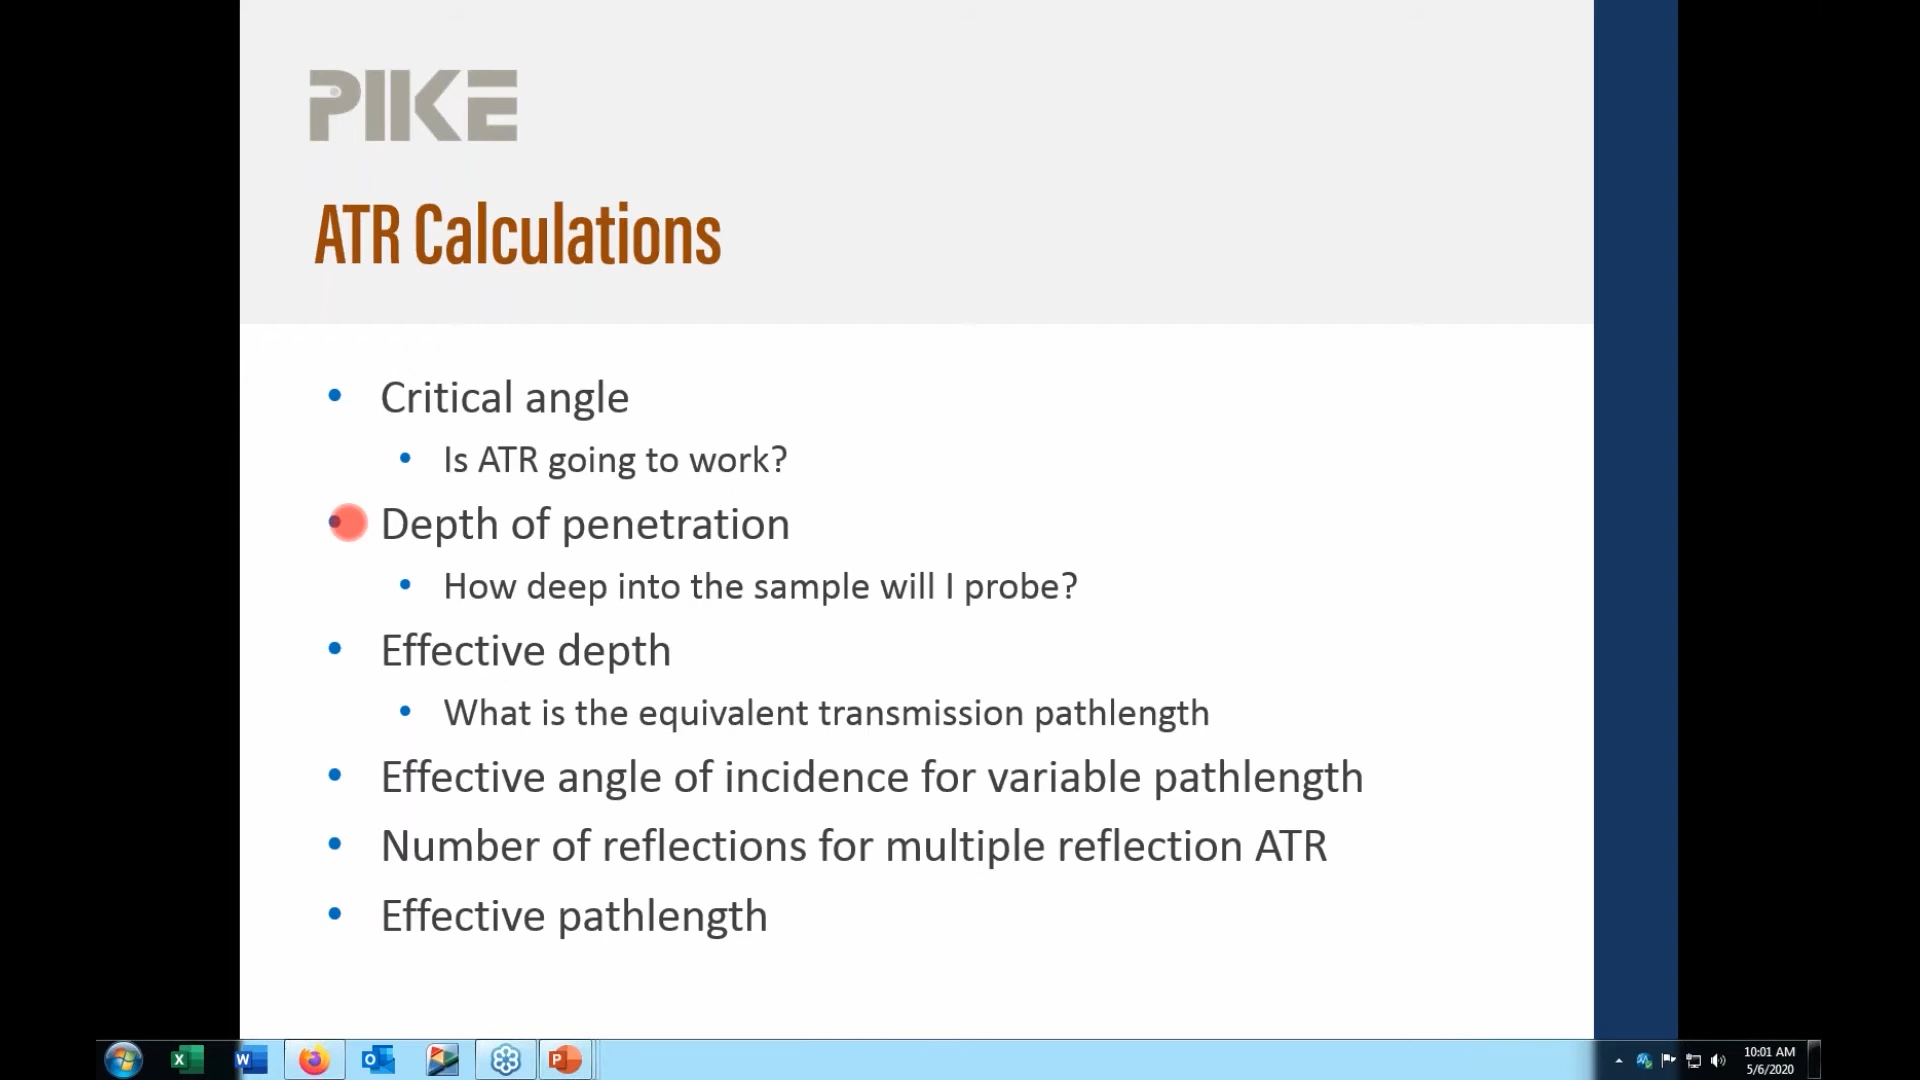 PIKE
ATR Calculations
• Critical angle
• Is ATR going to work?
• Depth of penetration
• How deep into the sample will I probe?
• Effective depth
• What is the equivalent transmission pathlength
• Effective angle of incidence for variable pathlength
• Number of reflections for multiple reflection ATR
• Effective pathlength
10:01 AM
5/6/2020